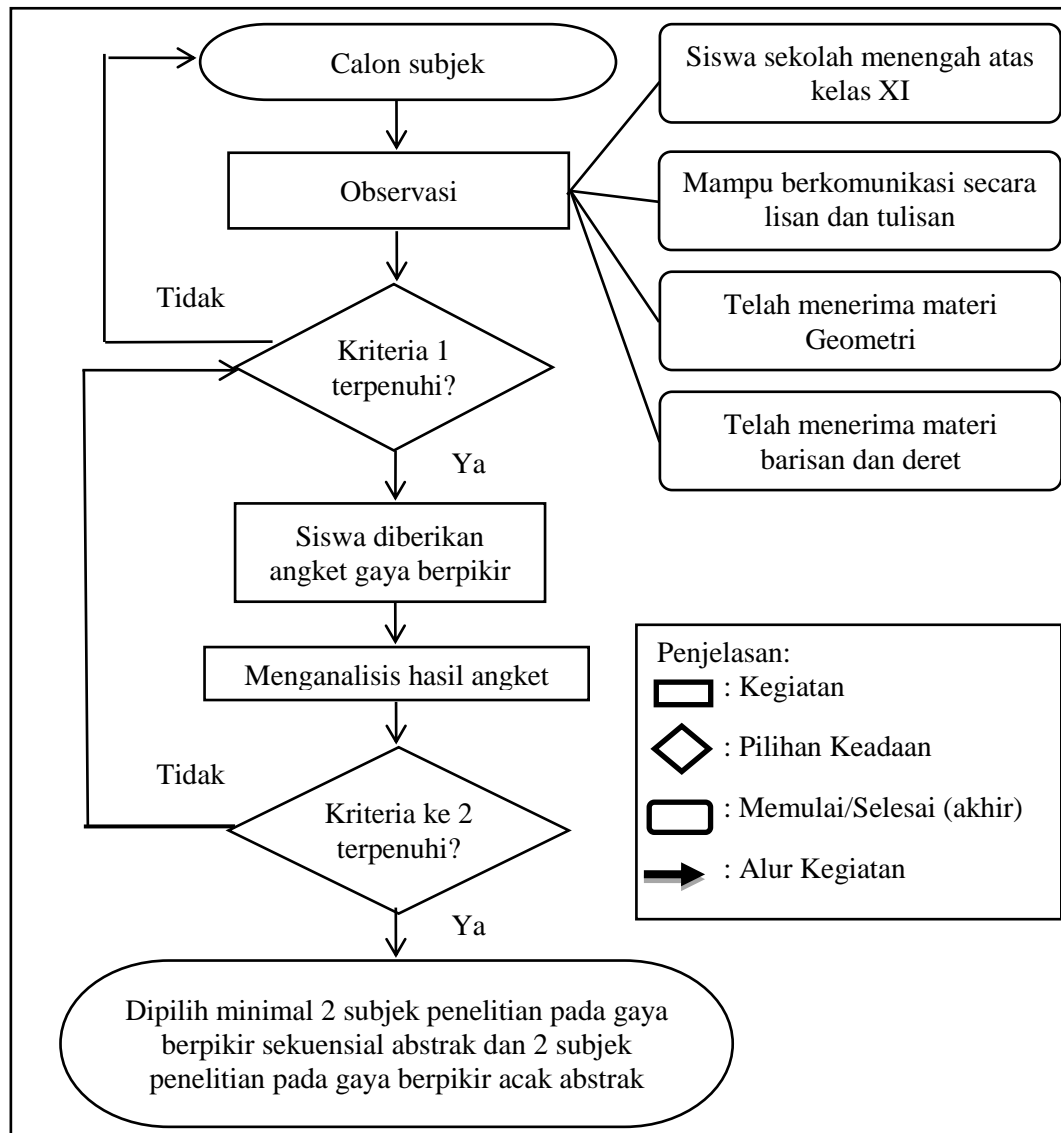 Calon subjek
Siswa sekolah menengah atas
kelas XI
Observasi
Mampu berkomunikasi secara
lisan dan tulisan
Tidak
Telah menerima materi
Geometri
Kriteria 1
terpenuhi?
Telah menerima materi
barisan dan deret
Ya
Siswa diberikan
angket gaya berpikir
Menganalisis hasil angket
Tidak
Kriteria ke 2
terpenuhi?
Ya
Dipilih minimal 2 subjek penelitian pada gaya
berpikir sekuensial abstrak dan 2 subjek
penelitian pada gaya berpikir acak abstrak
Penjelasan:
: Kegiatan
: Pilihan Keadaan
: Memulai/Selesai (akhir)
: Alur Kegiatan